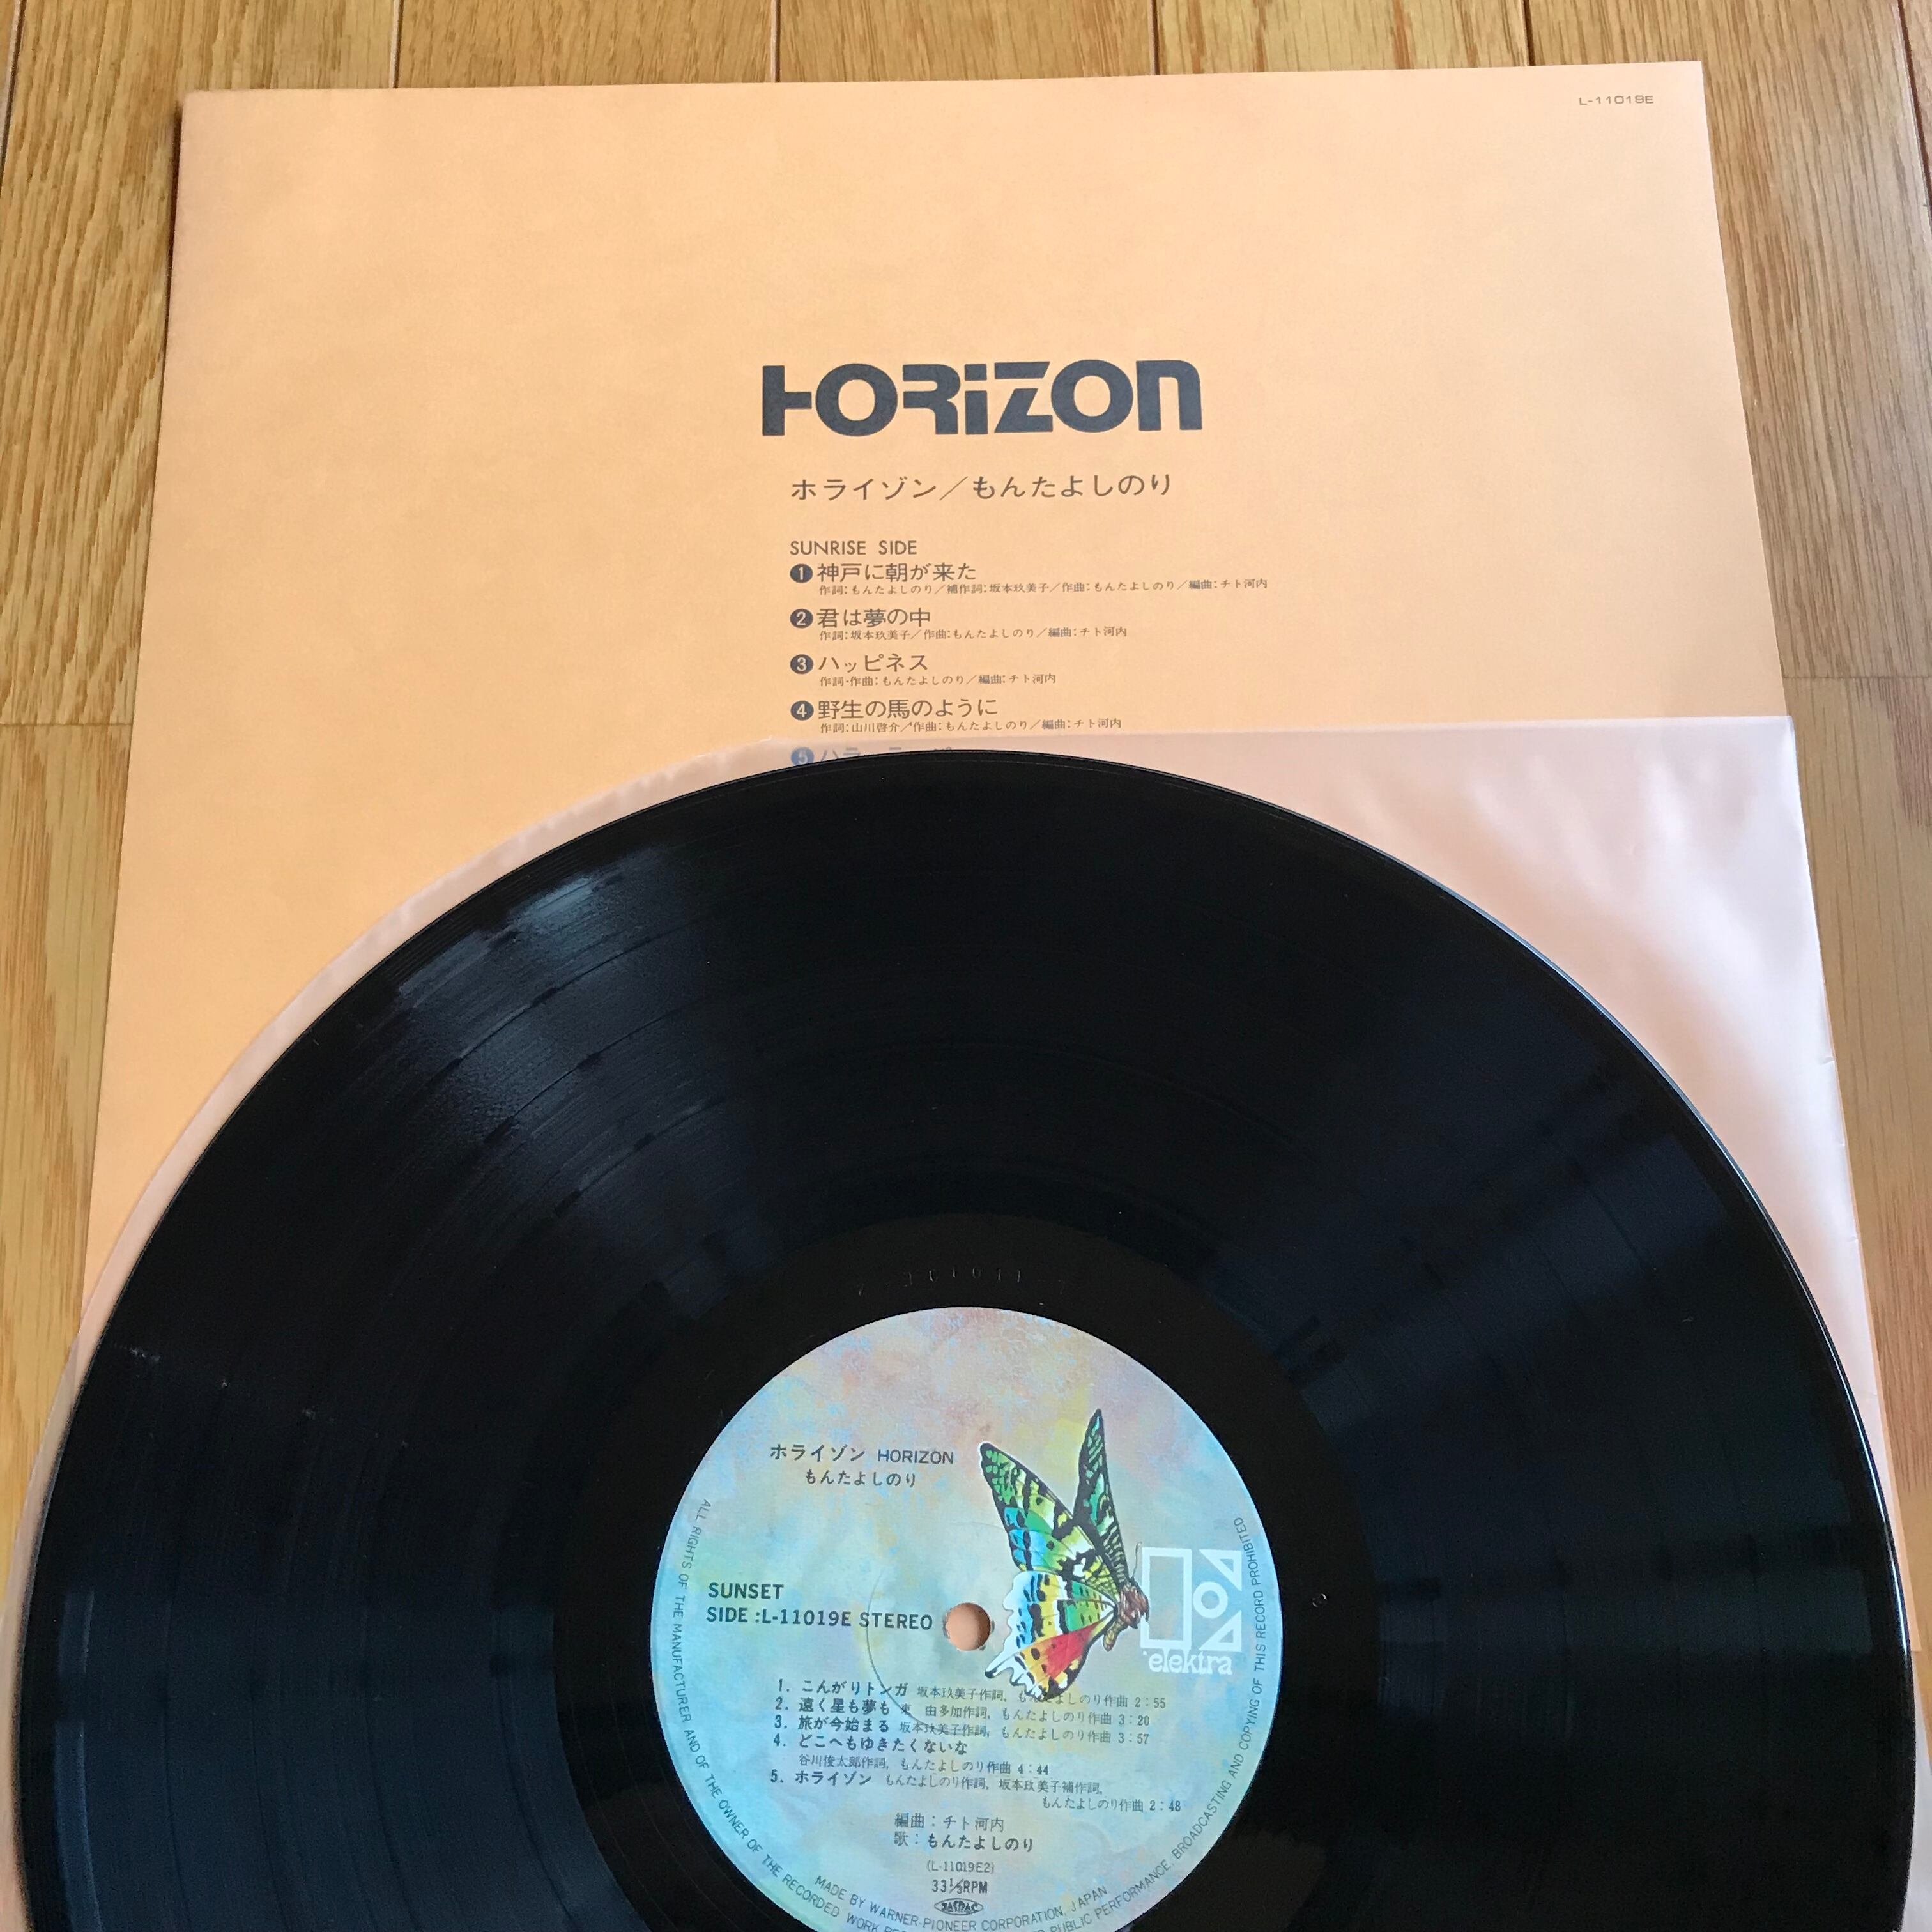 L-11019E
HORIZON
ホライゾン／もんたよしのり
SUNRISE SIDE
❶神戸に朝が来た
作詞:もんたよしのり／補作詞:坂本玖美子／作曲:もんたよしのり／編曲:チト河内
❷君は夢の中
作詞:坂本玖美子／作曲:もんたよしのり／編曲:チト河内
❸ハッピネス
作詞・作曲:もんたよしのり／編曲:チト河内
❹野生の馬のように
作詞:山川啓介／作曲:もんたよしのり／編曲:チト河内
❺
ホライゾン HORIZON
もんたよしのり
SUNSET
SIDE :L-11019E STEREO
elektra
1. こんがりトンガ 坂本玖美子作詞, もんたよしのり作曲 2:55
2. 遠く星も夢も 東 由多加作詞, もんたよしのり作曲 3:20
3. 旅が今始まる 坂本玖美子作詞, もんたよしのり作曲 3:57
4. どこへもゆきたくないな
谷川俊太郎作詞, もんたよしのり作曲 4:44
5. ホライゾン もんたよしのり作詞, 坂本玖美子補作詞,
もんたよしのり作曲 2:48
編曲:チト河内
歌:もんたよしのり
(L-11019E2)
33⅓RPM
JASRAC
MADE BY WARNER-PIONEER CORPORATION, JAPAN
ALL RIGHTS OF THE MANUFACTURER AND OF THE OWNER OF THE RECORDED WORK
PUBLIC PERFORMANCE, BROADCASTING AND COPYING OF THIS RECORD PROHIBITED